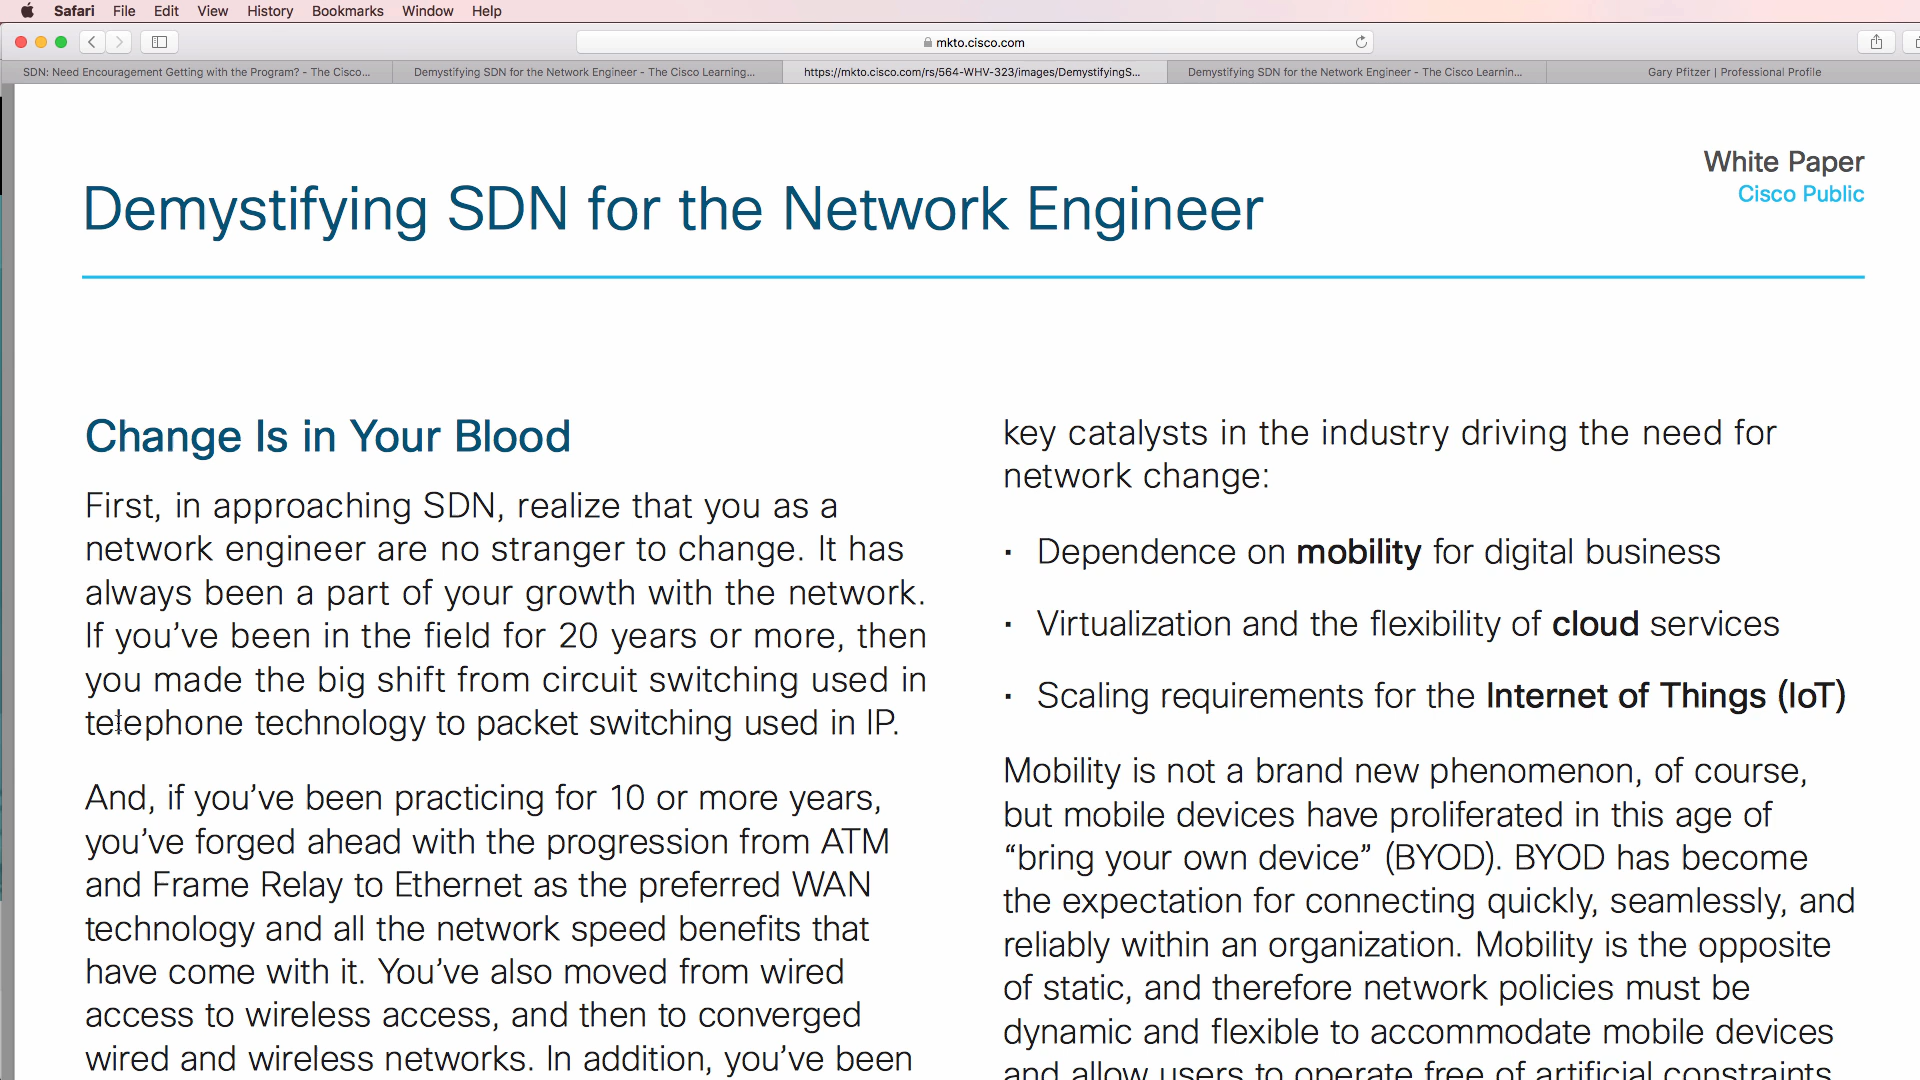 Safari File Edit View History Bookmarks Window Help
mkto.cisco.com
SDN: Need Encouragement Getting with the Program? - The Cisco...
Demystifying SDN for the Network Engineer - The Cisco Learning...
https://mkto.cisco.com/rs/564-WHV-323/images/DemystifyingS...
Demystifying SDN for the Network Engineer - The Cisco Learnin...
Gary Pfitzer | Professional Profile
White Paper
Cisco Public
Demystifying SDN for the Network Engineer
Change Is in Your Blood
First, in approaching SDN, realize that you as a
network engineer are no stranger to change. It has
always been a part of your growth with the network.
If you’ve been in the field for 20 years or more, then
you made the big shift from circuit switching used in
telephone technology to packet switching used in IP.
And, if you’ve been practicing for 10 or more years,
you’ve forged ahead with the progression from ATM
and Frame Relay to Ethernet as the preferred WAN
technology and all the network speed benefits that
have come with it. You’ve also moved from wired
access to wireless access, and then to converged
wired and wireless networks. In addition, you’ve been
key catalysts in the industry driving the need for
network change:
· Dependence on mobility for digital business
· Virtualization and the flexibility of cloud services
· Scaling requirements for the Internet of Things (IoT)
Mobility is not a brand new phenomenon, of course,
but mobile devices have proliferated in this age of
“bring your own device” (BYOD). BYOD has become
the expectation for connecting quickly, seamlessly, and
reliably within an organization. Mobility is the opposite
of static, and therefore network policies must be
dynamic and flexible to accommodate mobile devices
and allow users to operate free of artificial constraints